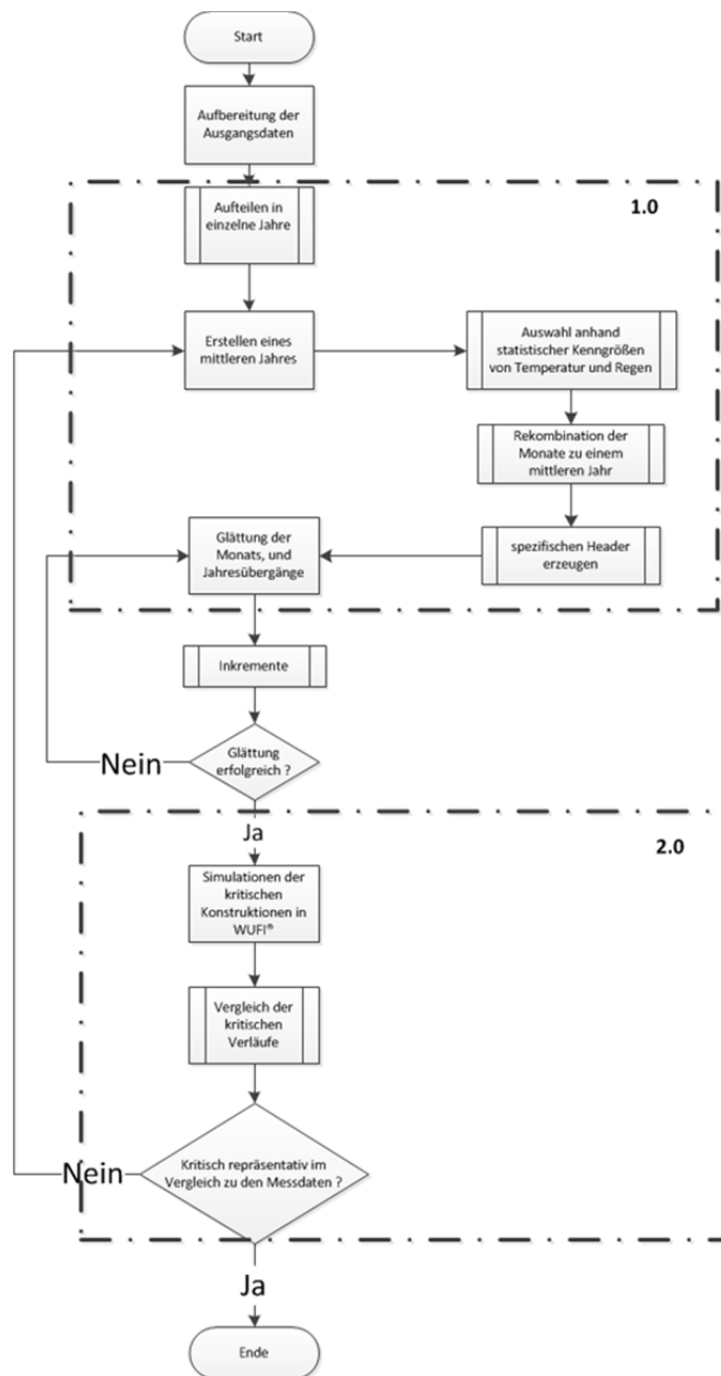 Start
Aufbereitung der
Ausgangsdaten
1.0
Aufteilen in
einzelne Jahre
Erstellen eines
mittleren Jahres
Auswahl anhand
statistischer Kenngrößen
von Temperatur und Regen
Rekombination der
Monate zu einem
mittleren Jahr
spezifischen Header
erzeugen
Glättung der
Monats, und
Jahresübergänge
Inkremente
Glättung
erfolgreich ?
Nein
Ja
2.0
Simulationen der
kritischen
Konstruktionen in
WUFI®
Vergleich der
kritischen
Verläufe
Kritisch repräsentativ im
Vergleich zu den Messdaten ?
Nein
Ja
Ende